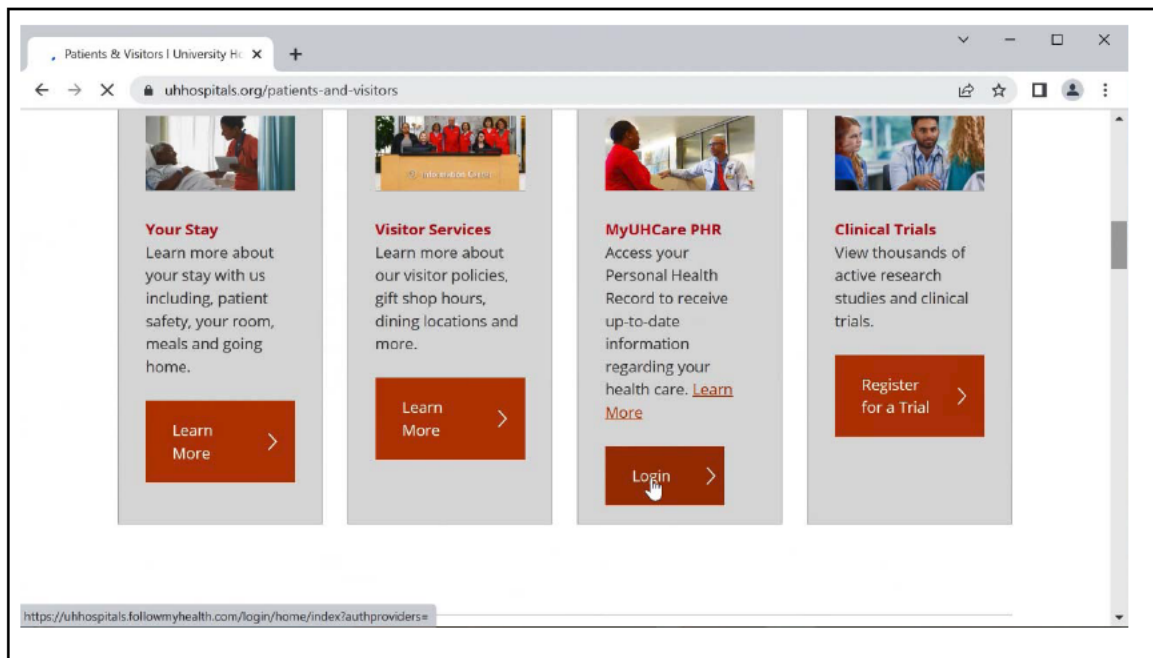 Patients & Visitors | University Ho
uhhospitals.org/patients-and-visitors
Information Center
Your Stay
Learn more about
your stay with us
including, patient
safety, your room,
meals and going
home.
Learn
More
Visitor Services
Learn more about
our visitor policies,
gift shop hours,
dining locations and
more.
Learn
More
MyUHCare PHR
Access your
Personal Health
Record to receive
up-to-date
information
regarding your
health care. Learn
More
Login
Clinical Trials
View thousands of
active research
studies and clinical
trials.
Register
for a Trial
https://uhhospitals.followmyhealth.com/login/home/index?authproviders=